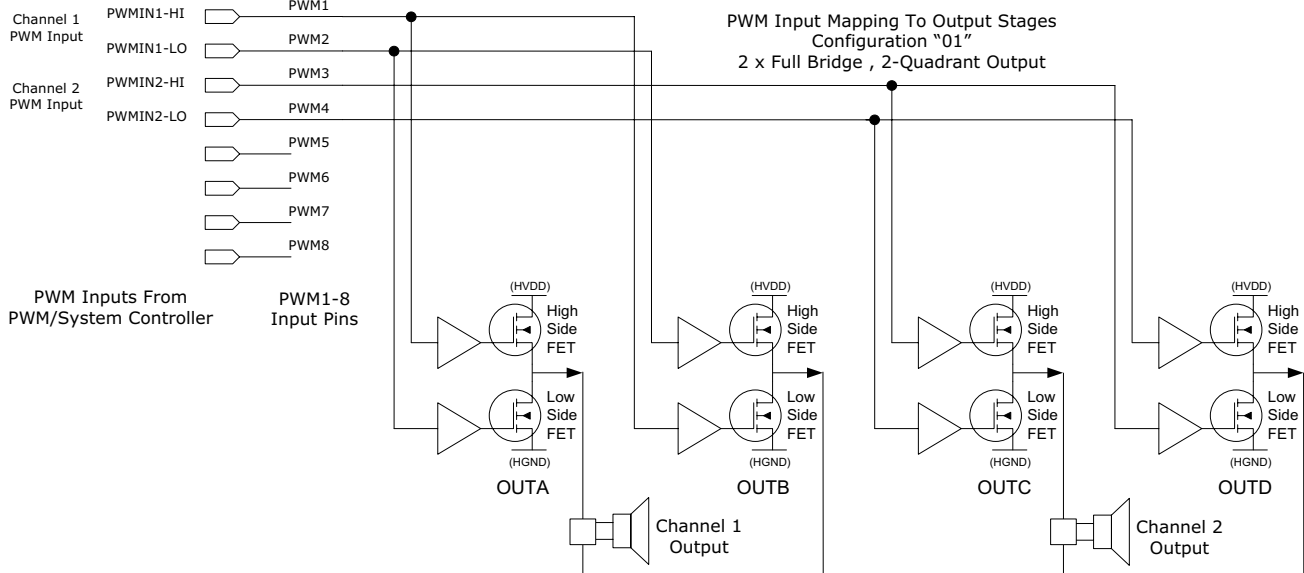 Channel 1
PWM Input
PWMIN1-HI
PWM1
PWMIN1-LO
PWM2
Channel 2
PWM Input
PWMIN2-HI
PWM3
PWMIN2-LO
PWM4
PWM5
PWM6
PWM7
PWM8
PWM Input Mapping To Output Stages
Configuration “01”
2 x Full Bridge , 2-Quadrant Output
PWM Inputs From
PWM/System Controller
PWM1-8
Input Pins
(HVDD)
High
Side
FET
Low
Side
FET
(HGND)
OUTA
(HVDD)
High
Side
FET
Low
Side
FET
(HGND)
OUTB
(HVDD)
High
Side
FET
Low
Side
FET
(HGND)
OUTC
(HVDD)
High
Side
FET
Low
Side
FET
(HGND)
OUTD
Channel 1
Output
Channel 2
Output